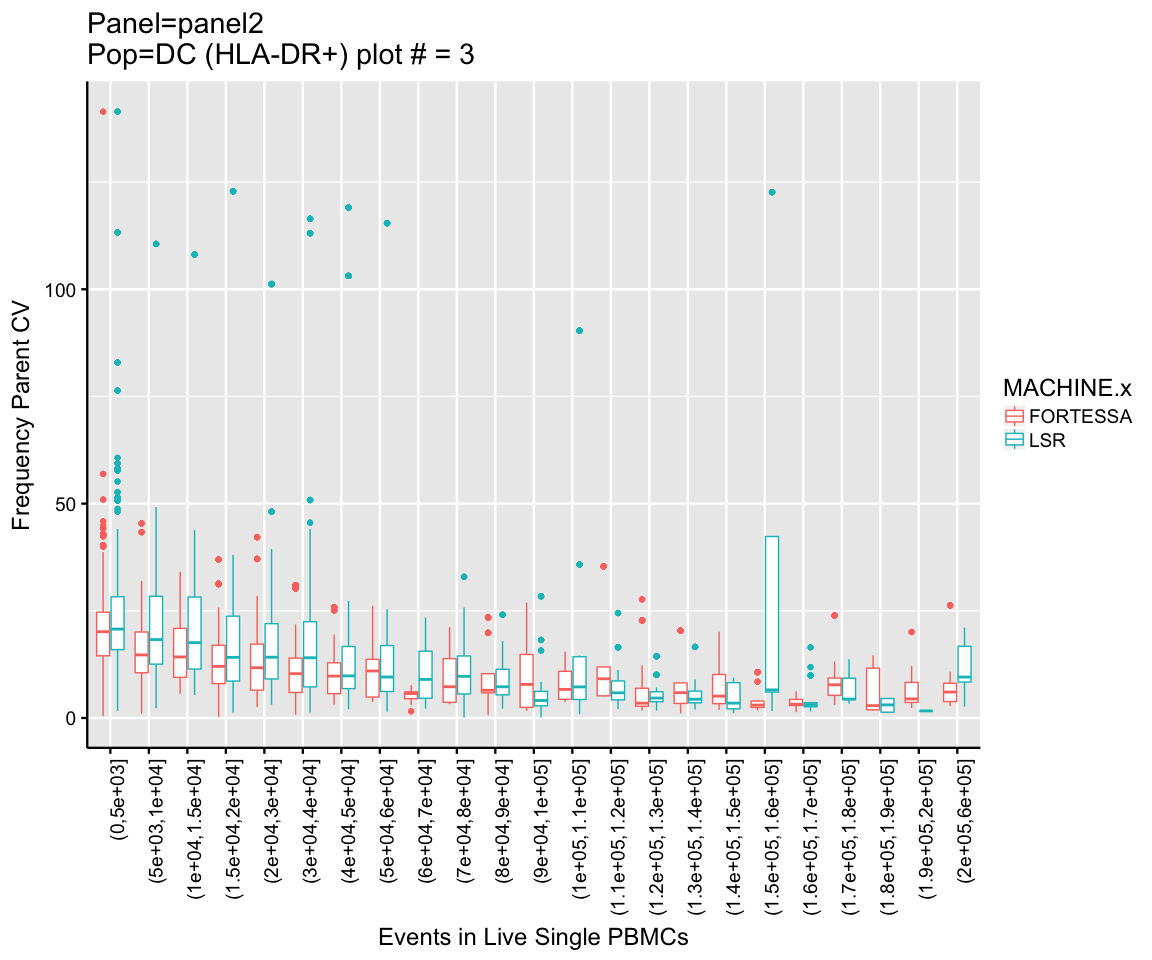 Panel=panel2
Pop=DC (HLA-DR+) plot # = 3
Frequency Parent CV
100
50
0
(0,5e+03]
(5e+03,1e+04]
(1e+04,1.5e+04]
(1.5e+04,2e+04]
(2e+04,3e+04]
(3e+04,4e+04]
(4e+04,5e+04]
(5e+04,6e+04]
(6e+04,7e+04]
(7e+04,8e+04]
(8e+04,9e+04]
(9e+04,1e+05]
(1e+05,1.1e+05]
(1.1e+05,1.2e+05]
(1.2e+05,1.3e+05]
(1.3e+05,1.4e+05]
(1.4e+05,1.5e+05]
(1.5e+05,1.6e+05]
(1.6e+05,1.7e+05]
(1.7e+05,1.8e+05]
(1.8e+05,1.9e+05]
(1.9e+05,2e+05]
(2e+05,6e+05]
Events in Live Single PBMCs
MACHINE.x
FORTESSA
LSR